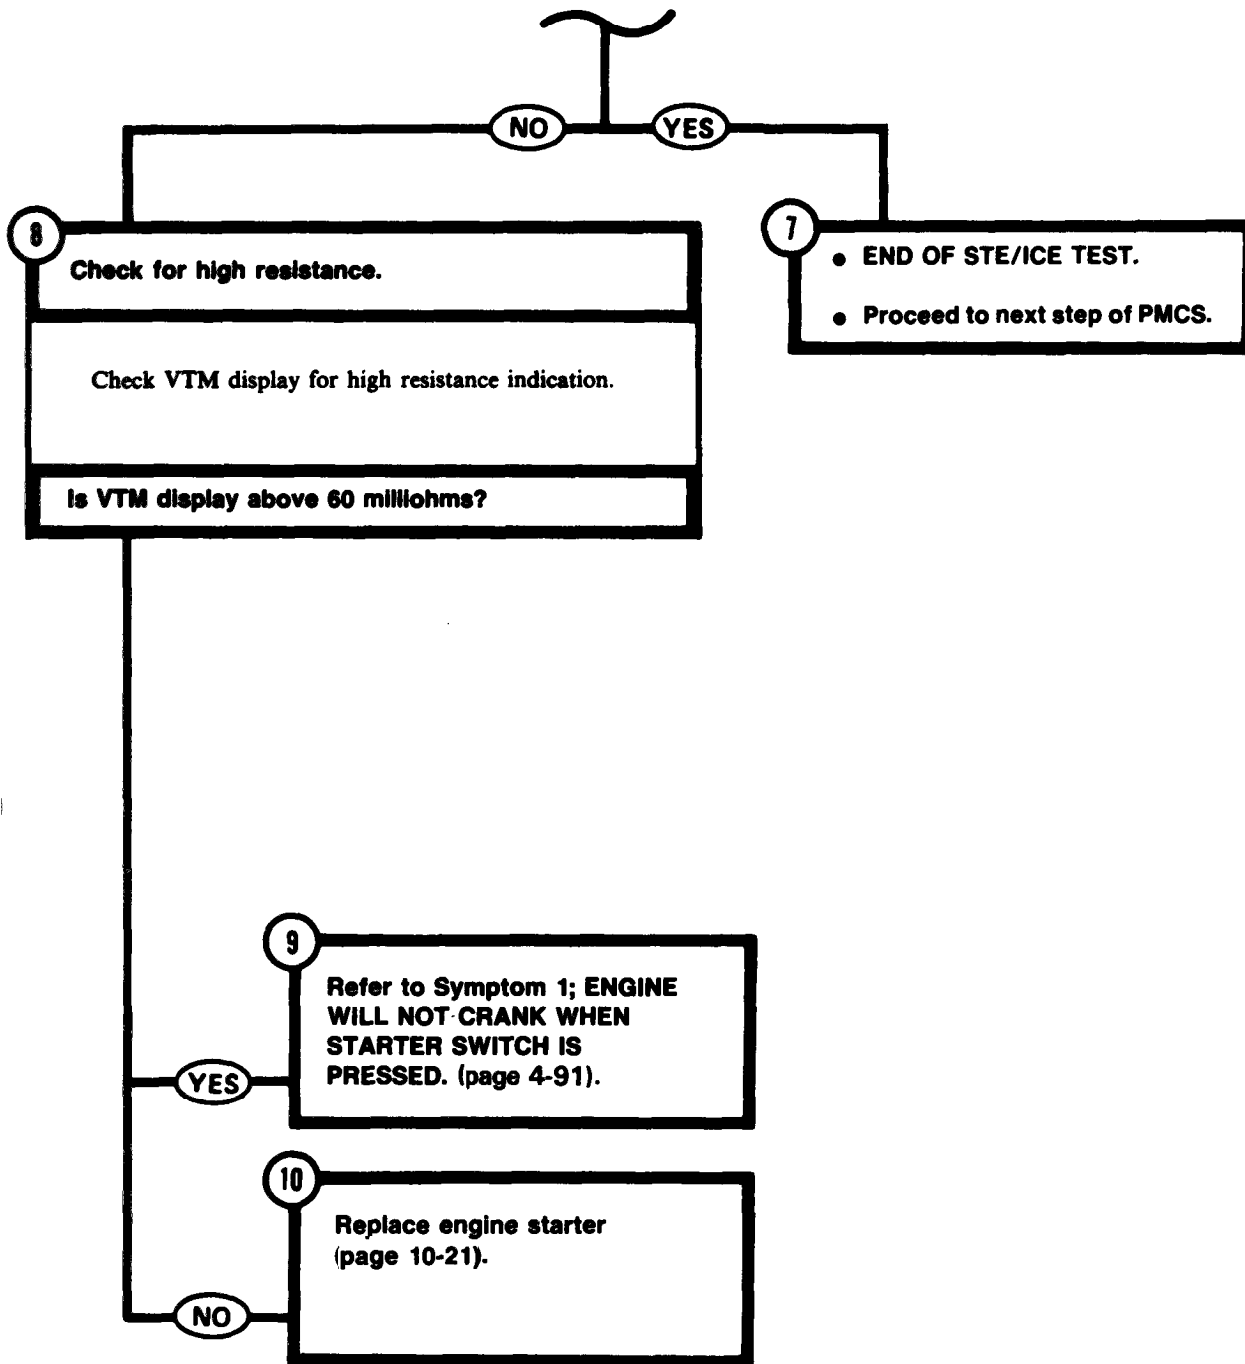 NO
YES
8
Check for high resistance.
Check VTM display for high resistance indication.
Is VTM display above 60 milliohms?
7
• END OF STE/ICE TEST.
• Proceed to next step of PMCS.
9
Refer to Symptom 1; ENGINE
WILL NOT CRANK WHEN
STARTER SWITCH IS
PRESSED. (page 4-91).
YES
10
Replace engine starter
(page 10-21).
NO